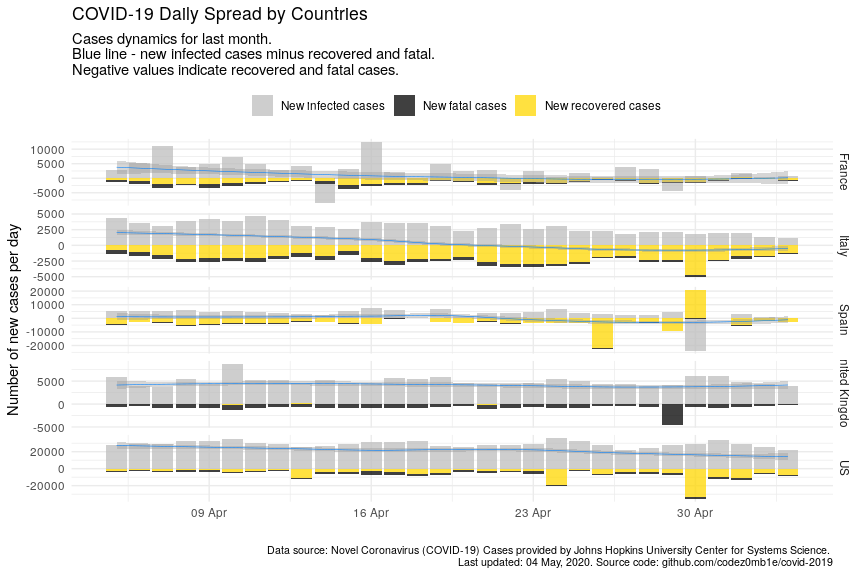 COVID-19 Daily Spread by Countries
Cases dynamics for last month.
Blue line - new infected cases minus recovered and fatal.
Negative values indicate recovered and fatal cases.
New infected cases New fatal cases New recovered cases
Number of new cases per day
10000
5000
0
-5000
France
5000
2500
0
-2500
-5000
Italy
20000
10000
0
-10000
-20000
Spain
5000
0
-5000
nited Kingdo
20000
0
-20000
US
09 Apr 16 Apr 23 Apr 30 Apr
Data source: Novel Coronavirus (COVID-19) Cases provided by Johns Hopkins University Center for Systems Science.
Last updated: 04 May, 2020. Source code: github.com/codez0mb1e/covid-2019